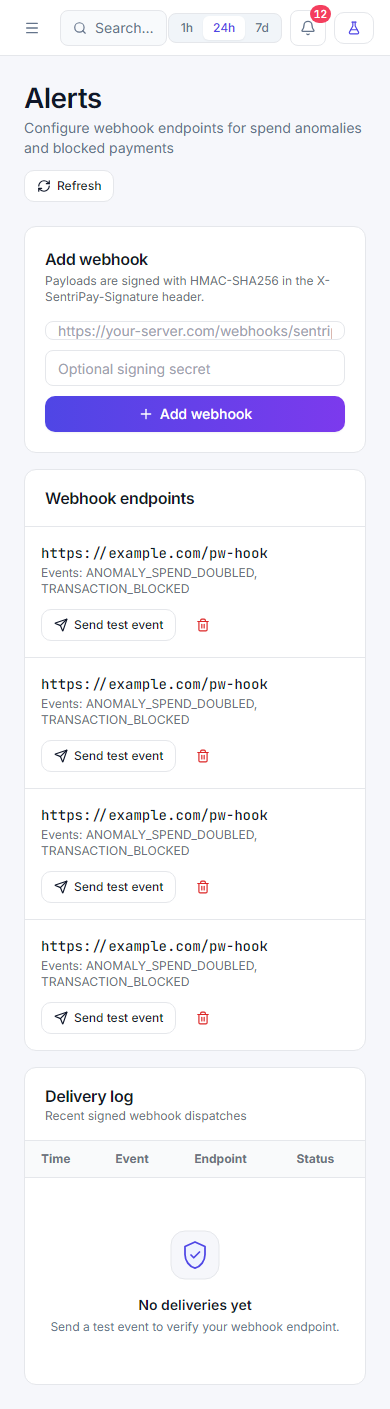 Search...
1h
24h
7d
12
Alerts
Configure webhook endpoints for spend anomalies
and blocked payments
Refresh
Add webhook
Payloads are signed with HMAC-SHA256 in the X-
SentriPay-Signature header.
https://your-server.com/webhooks/sentri
Optional signing secret
+ Add webhook
Webhook endpoints
https://example.com/pw-hook
Events: ANOMALY_SPEND_DOUBLED,
TRANSACTION_BLOCKED
Send test event
https://example.com/pw-hook
Events: ANOMALY_SPEND_DOUBLED,
TRANSACTION_BLOCKED
Send test event
https://example.com/pw-hook
Events: ANOMALY_SPEND_DOUBLED,
TRANSACTION_BLOCKED
Send test event
https://example.com/pw-hook
Events: ANOMALY_SPEND_DOUBLED,
TRANSACTION_BLOCKED
Send test event
Delivery log
Recent signed webhook dispatches
Time Event Endpoint Status
No deliveries yet
Send a test event to verify your webhook endpoint.